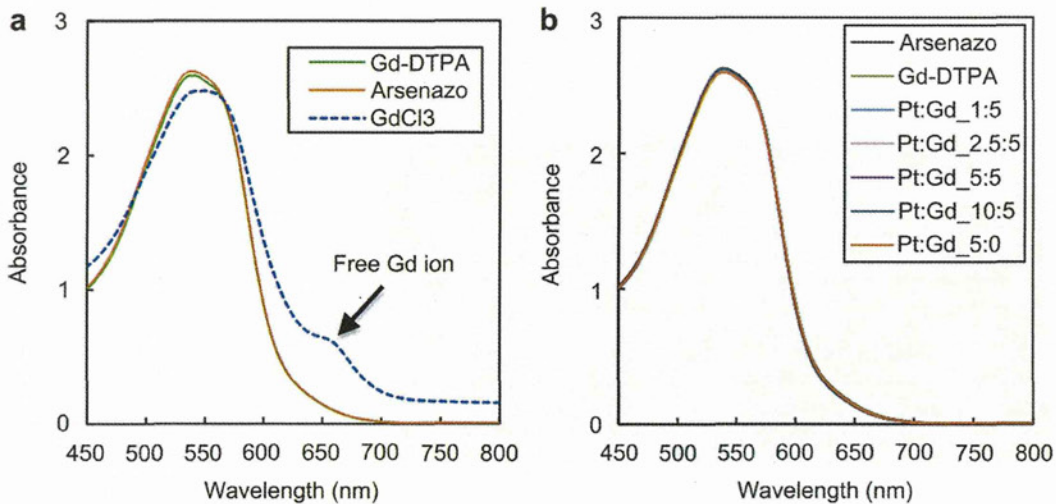 a
3
2
1
0
Absorbance
Gd-DTPA
Arsenazo
GdCl3
Free Gd ion
450 500 550 600 650 700 750 800
Wavelength (nm)
b
3
2
1
0
Absorbance
Arsenazo
Gd-DTPA
Pt:Gd_1:5
Pt:Gd_2.5:5
Pt:Gd_5:5
Pt:Gd_10:5
Pt:Gd_5:0
450 500 550 600 650 700 750 800
Wavelength (nm)